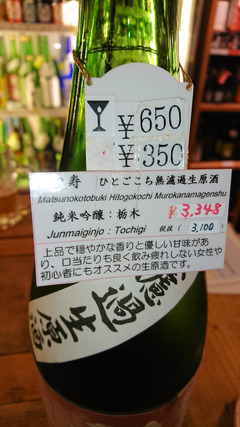 ¥650
¥350
寿 ひとごこち無濾過生原酒
Matsunokotobuki Hitogokochi Murokanamagenshu
純米吟醸：栃木 ¥3,348
Junmaiginjo : Tochigi 税抜( 3,100 )
上品で穏やかな香りと優しい甘味があ
り、口当たりも良く飲み疲れしない女性や
初心者にもオススメの生原酒です。
濾過生原酒